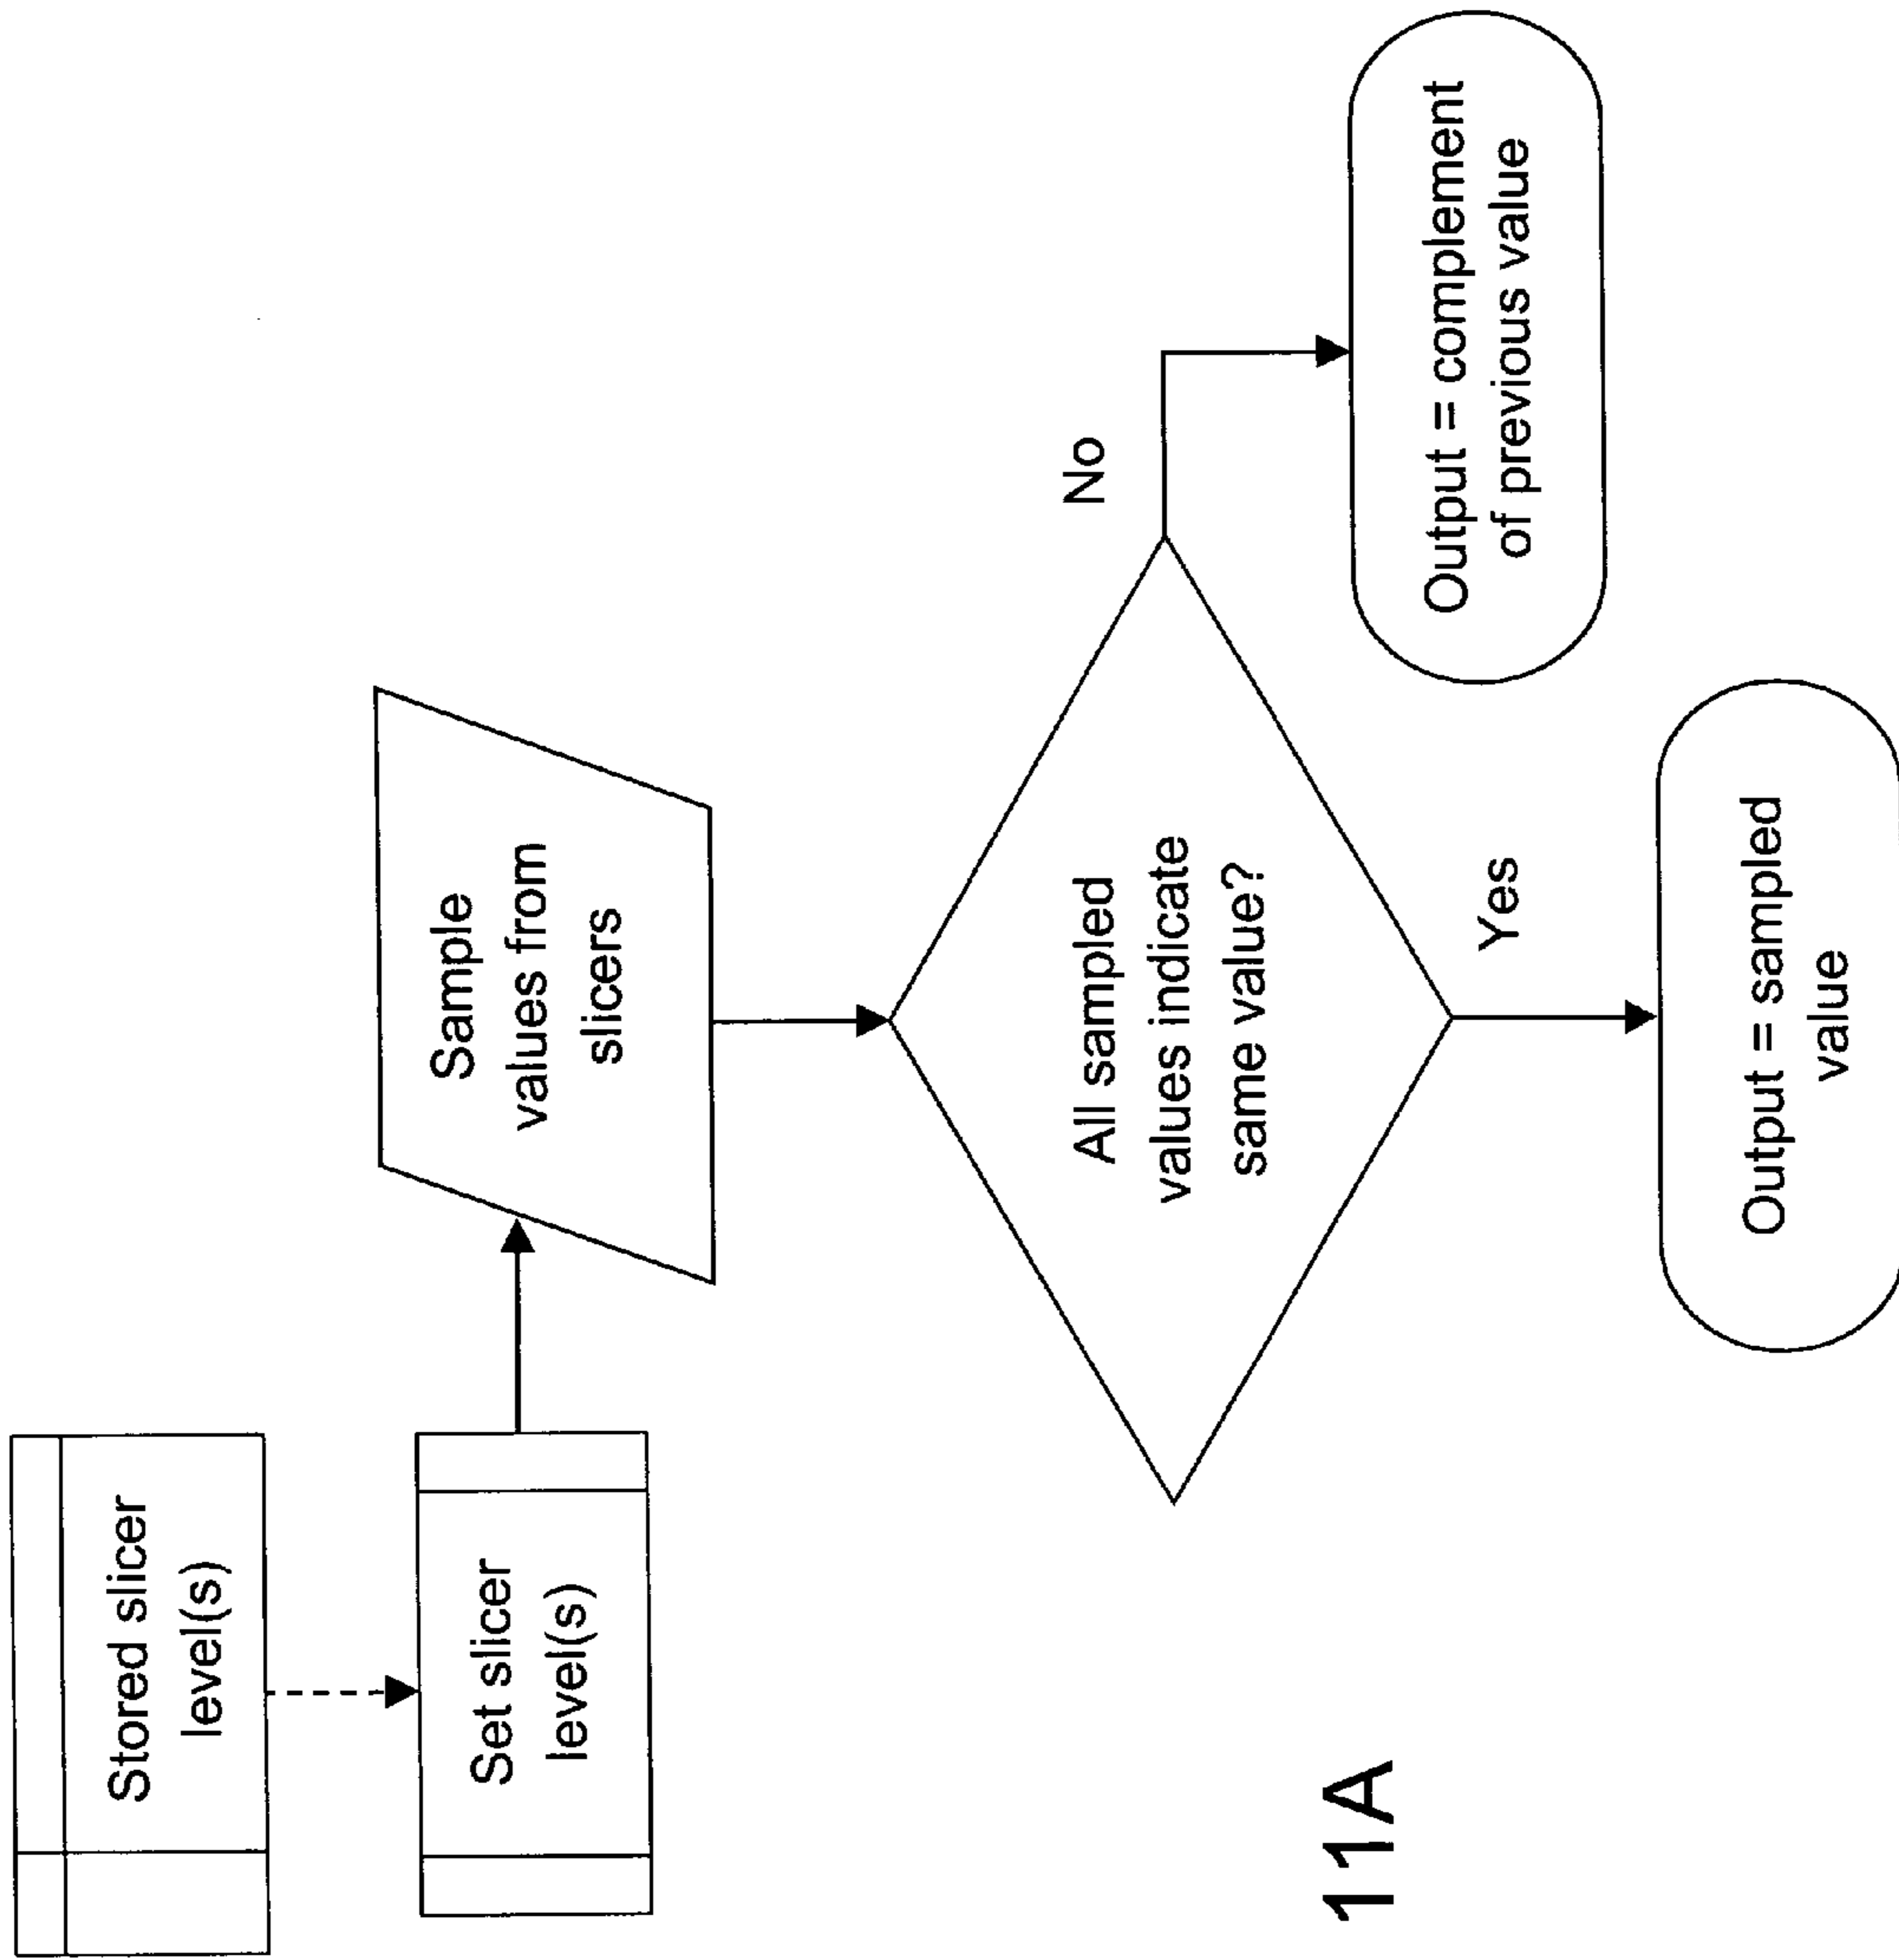 Stored slicer
level(s)
Set slicer
level(s)
Sample
values from
slicers
All sampled
values indicate
same value?
No
Yes
Output = complement
of previous value
Output = sampled
value
11A